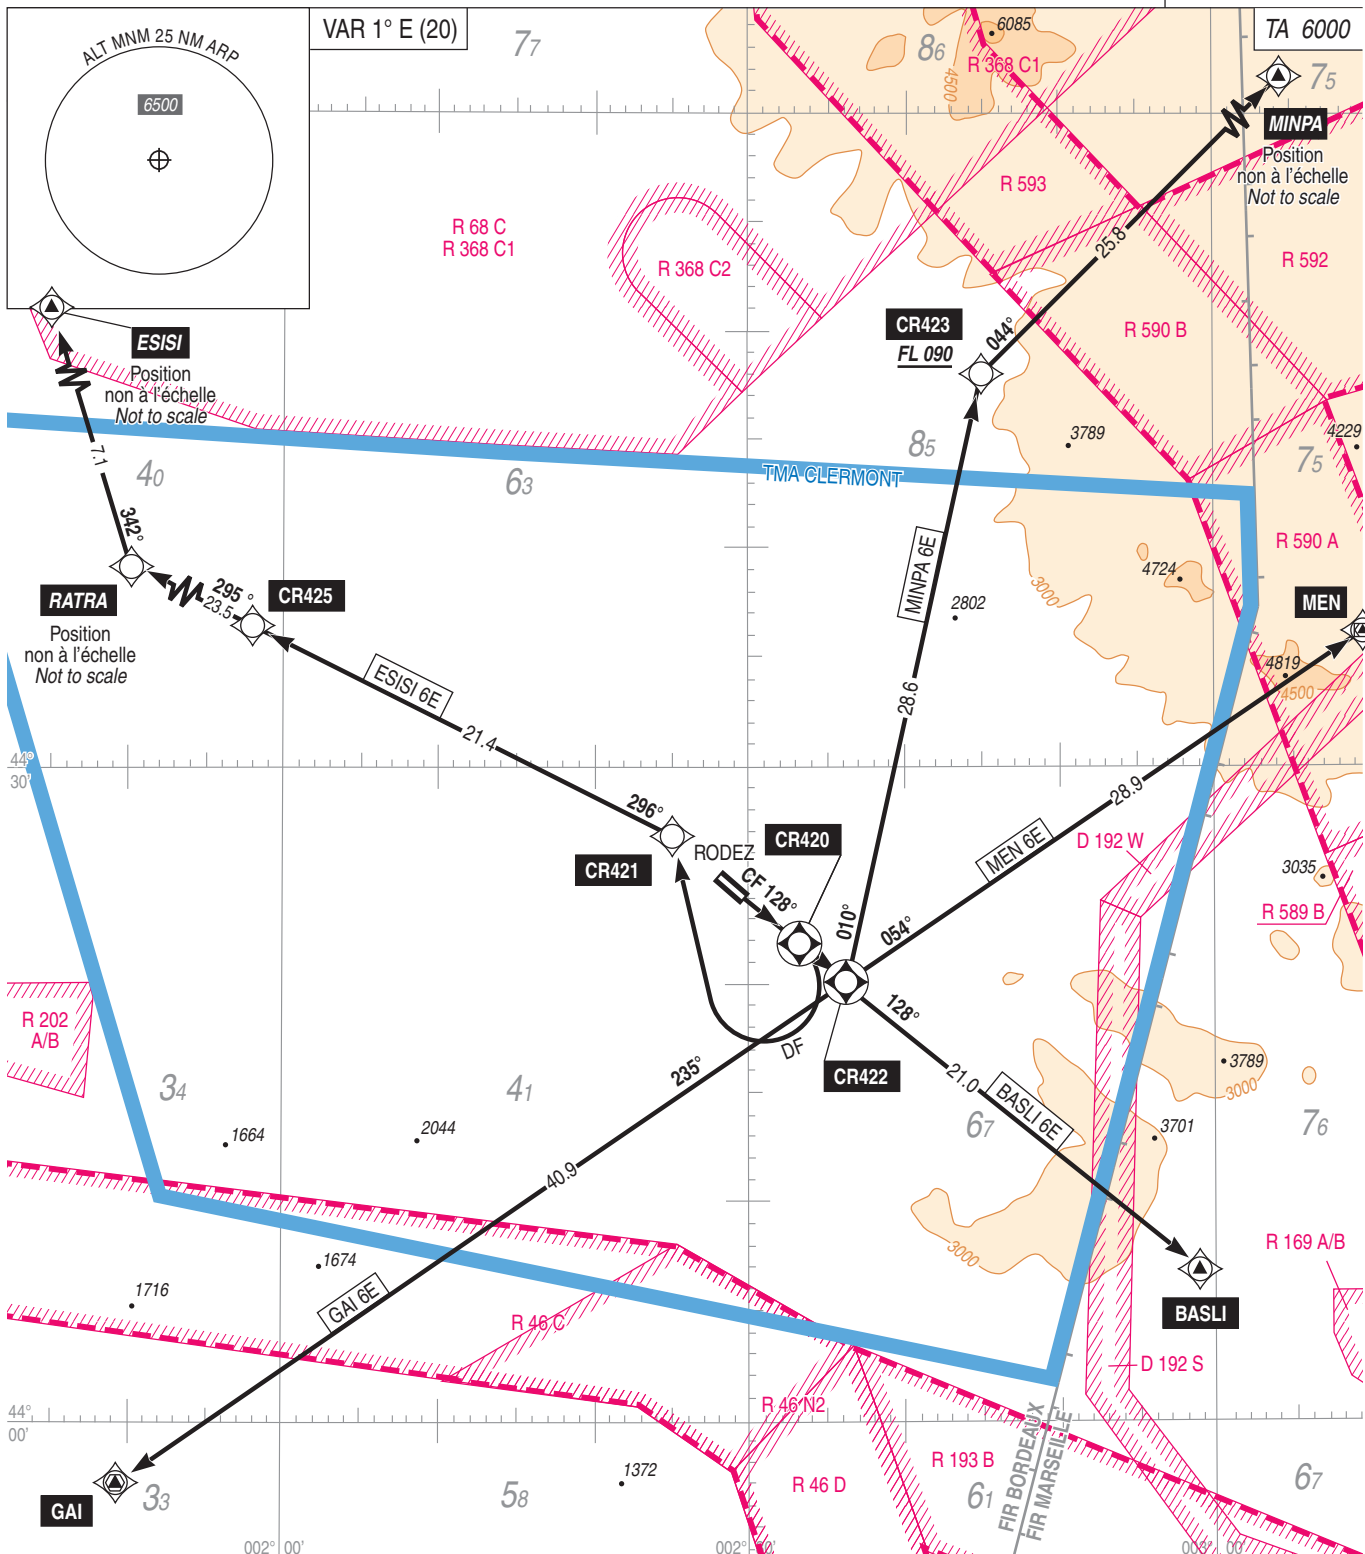 ALT MNM 25 NM ARP
6500
VAR 1° E (20)
TA 6000
77
86
6085
4500
R 368 C1
75
MINPA
Position
non à l'échelle
Not to scale
R 593
R 68 C
R 368 C1
R 368 C2
25.8
R 592
ESISI
Position
non à l'échelle
Not to scale
CR423
FL 090
044°
R 590 B
7.1
40
63
TMA CLERMONT
85
3789
4229
75
342°
R 590 A
MINPA 6E
4724
3000
RATRA
Position
non à l'échelle
Not to scale
295°
23.5
CR425
2802
MEN
ESISI 6E
4819
4500
28.6
21.4
44°
30'
28.9
296°
CR421
RODEZ
CR420
CF 128°
MEN 6E
D 192 W
3035
R 589 B
010°
054°
R 202
A/B
128°
DF
CR422
235°
34
41
21.0
BASLI 6E
67
3789
3000
76
1664
2044
3701
40.9
3000
R 169 A/B
1674
1716
GAI 6E
R 46 C
BASLI
D 192 S
R 46 N2
44°
00'
FIR BORDEAUX
FIR MARSEILLE
R 193 B
R 46 D
1372
GAI
33
58
61
67
002° 00'